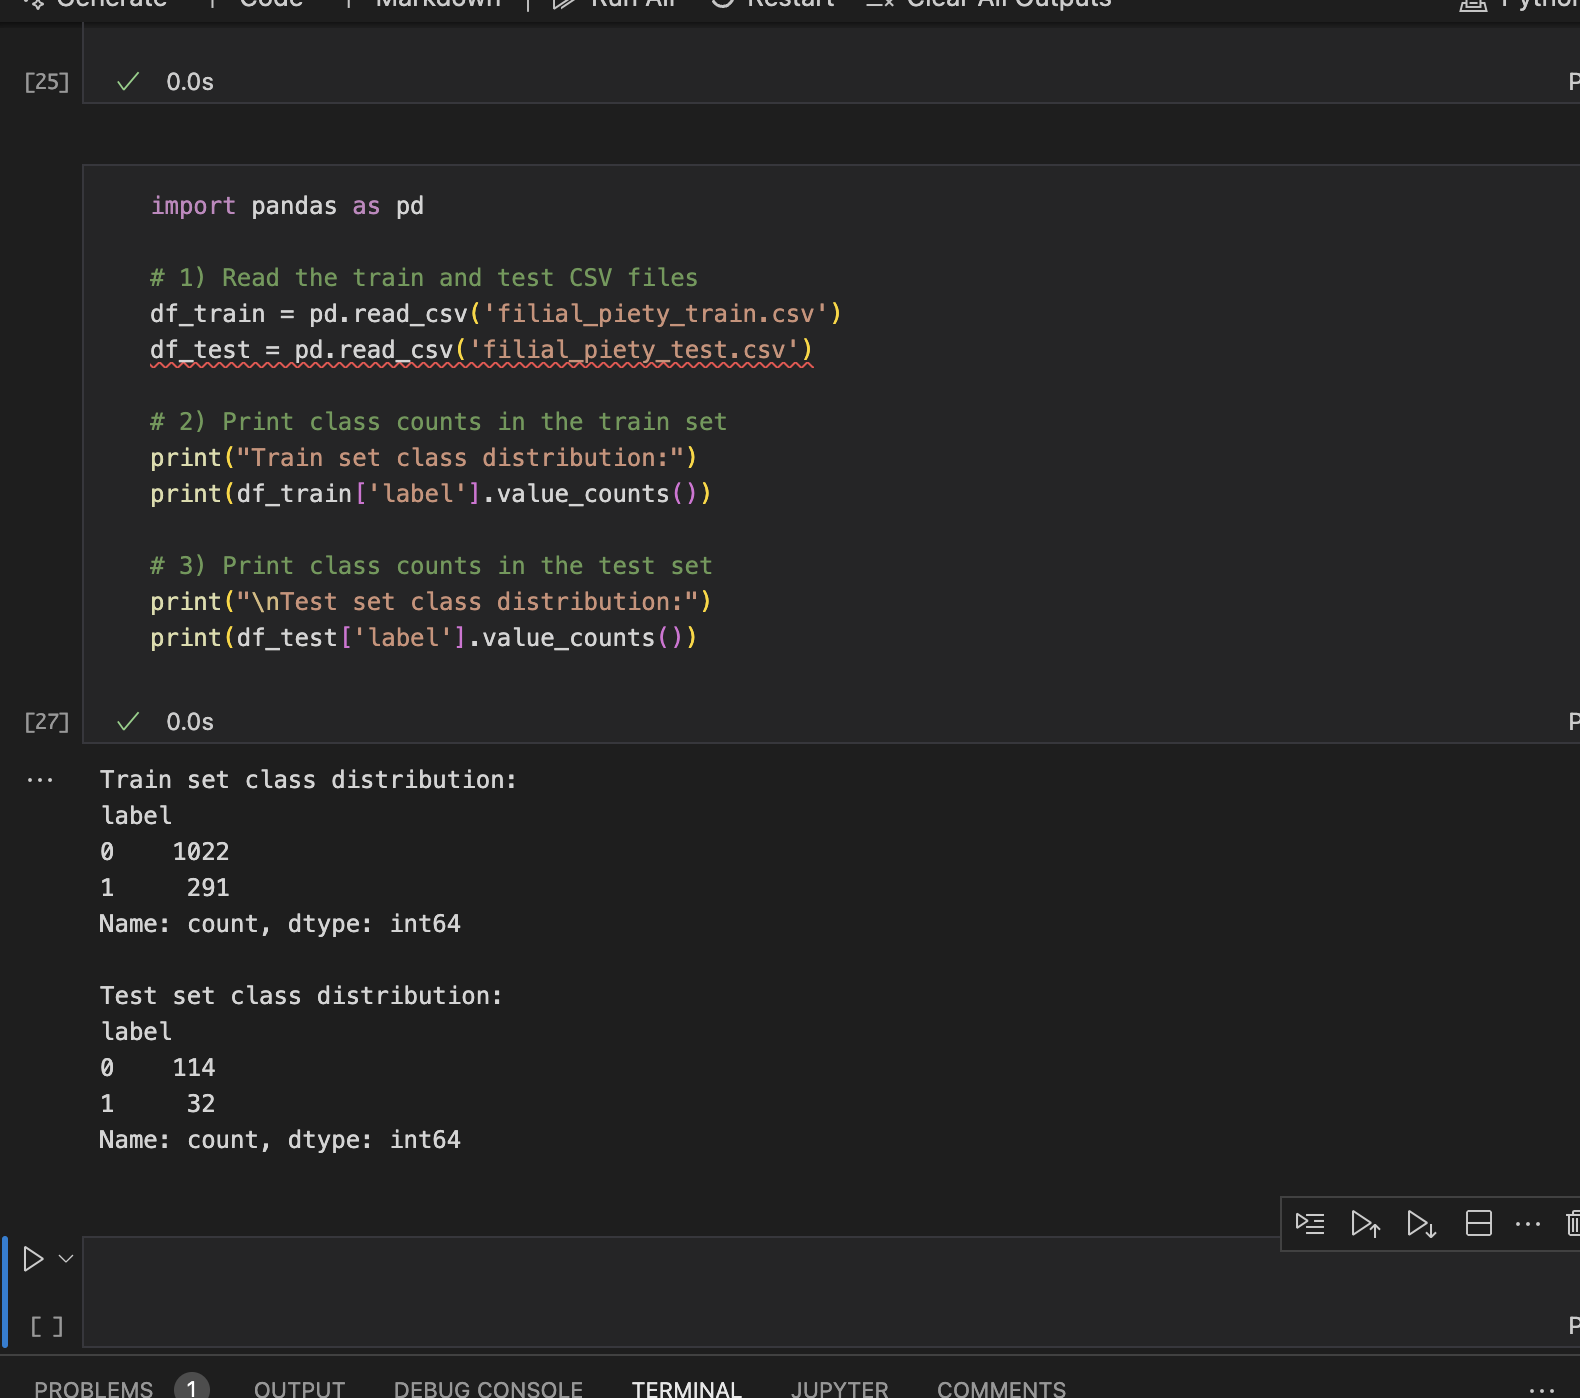 Generate Code Markdown Run All Restart Clear All Outputs
[25] 0.0s
import pandas as pd
# 1) Read the train and test CSV files
df_train = pd.read_csv('filial_piety_train.csv')
df_test = pd.read_csv('filial_piety_test.csv')
# 2) Print class counts in the train set
print("Train set class distribution:")
print(df_train['label'].value_counts())
# 3) Print class counts in the test set
print("\nTest set class distribution:")
print(df_test['label'].value_counts())
[27] 0.0s
Train set class distribution:
label
0    1022
1     291
Name: count, dtype: int64
Test set class distribution:
label
0    114
1     32
Name: count, dtype: int64
[ ]
PROBLEMS 1 OUTPUT DEBUG CONSOLE TERMINAL JUPYTER COMMENTS